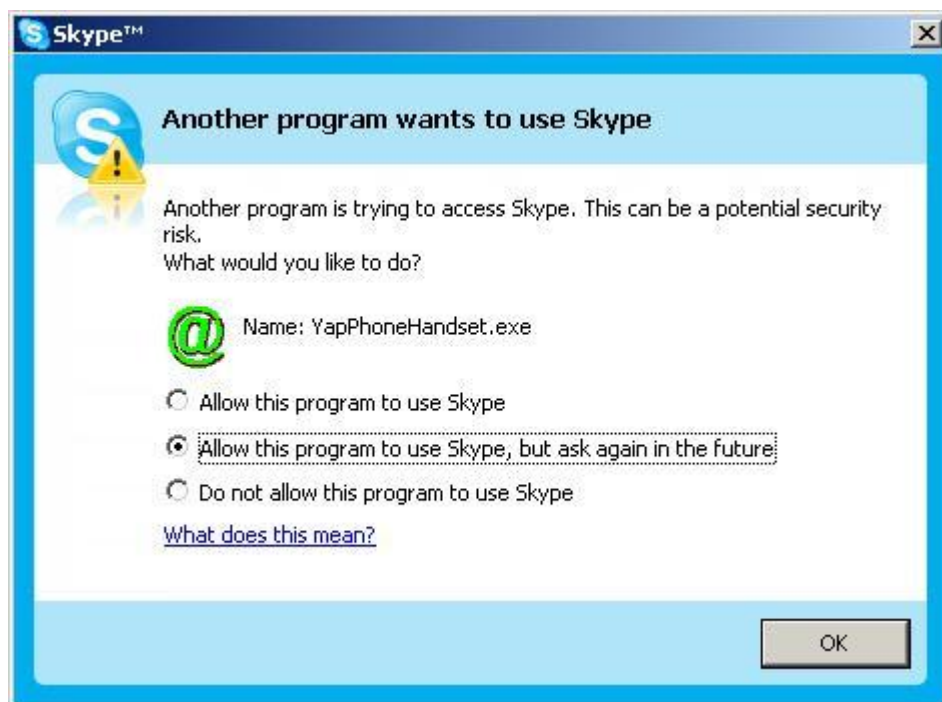 Skype™
Another program wants to use Skype
Another program is trying to access Skype. This can be a potential security
risk.
What would you like to do?
Name: YapPhoneHandset.exe
Allow this program to use Skype
Allow this program to use Skype, but ask again in the future
Do not allow this program to use Skype
What does this mean?
OK